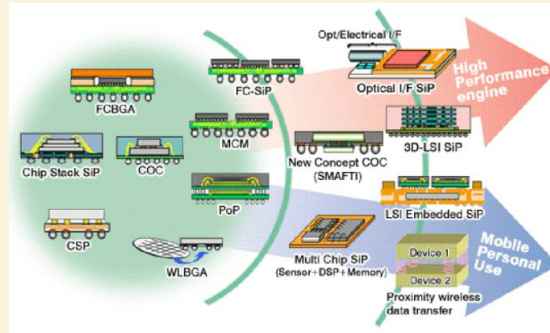 Opt/Electrical I/F
Optical I/F SiP
High
Performance
engine
FCBGA
FC-SiP
MCM
3D-LSI SiP
New Concept COC
(SMAFTI)
Chip Stack SiP
COC
PoP
LSI Embedded SiP
CSP
WLBGA
Multi Chip SiP
(Sensor+DSP+Memory)
Device 1
Device 2
Proximity wireless
data transfer
Mobile
Personal
Use